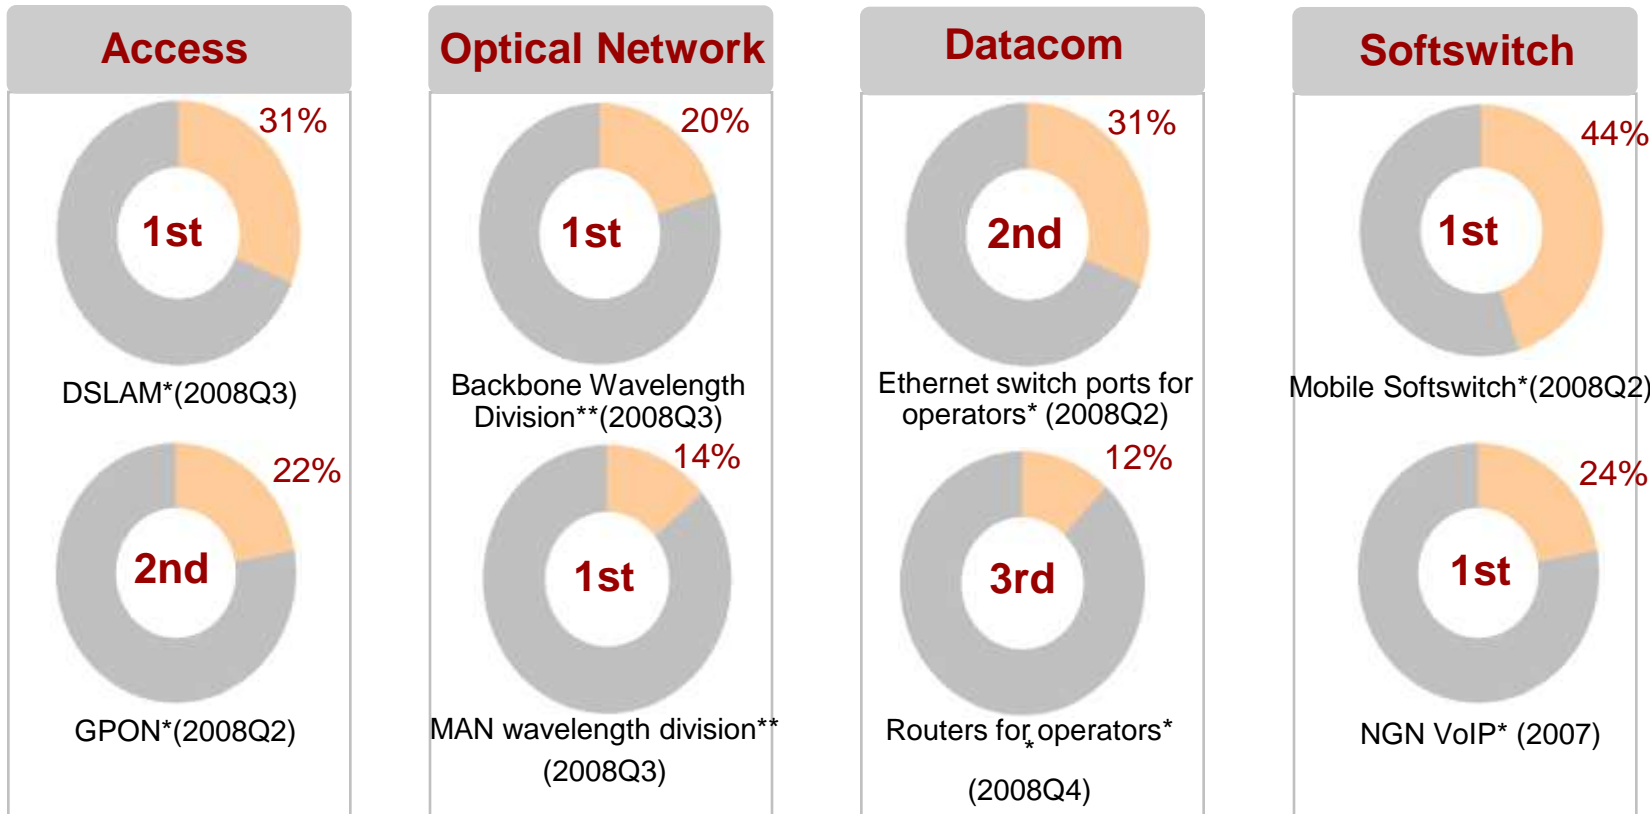 Access
31%
1st
DSLAM*(2008Q3)
22%
2nd
GPON*(2008Q2)
Optical Network
20%
1st
Backbone Wavelength
Division**(2008Q3)
14%
1st
MAN wavelength division**
(2008Q3)
Datacom
31%
2nd
Ethernet switch ports for
operators* (2008Q2)
12%
3rd
Routers for operators*
*
(2008Q4)
Softswitch
44%
1st
Mobile Softswitch*(2008Q2)
24%
1st
NGN VoIP* (2007)